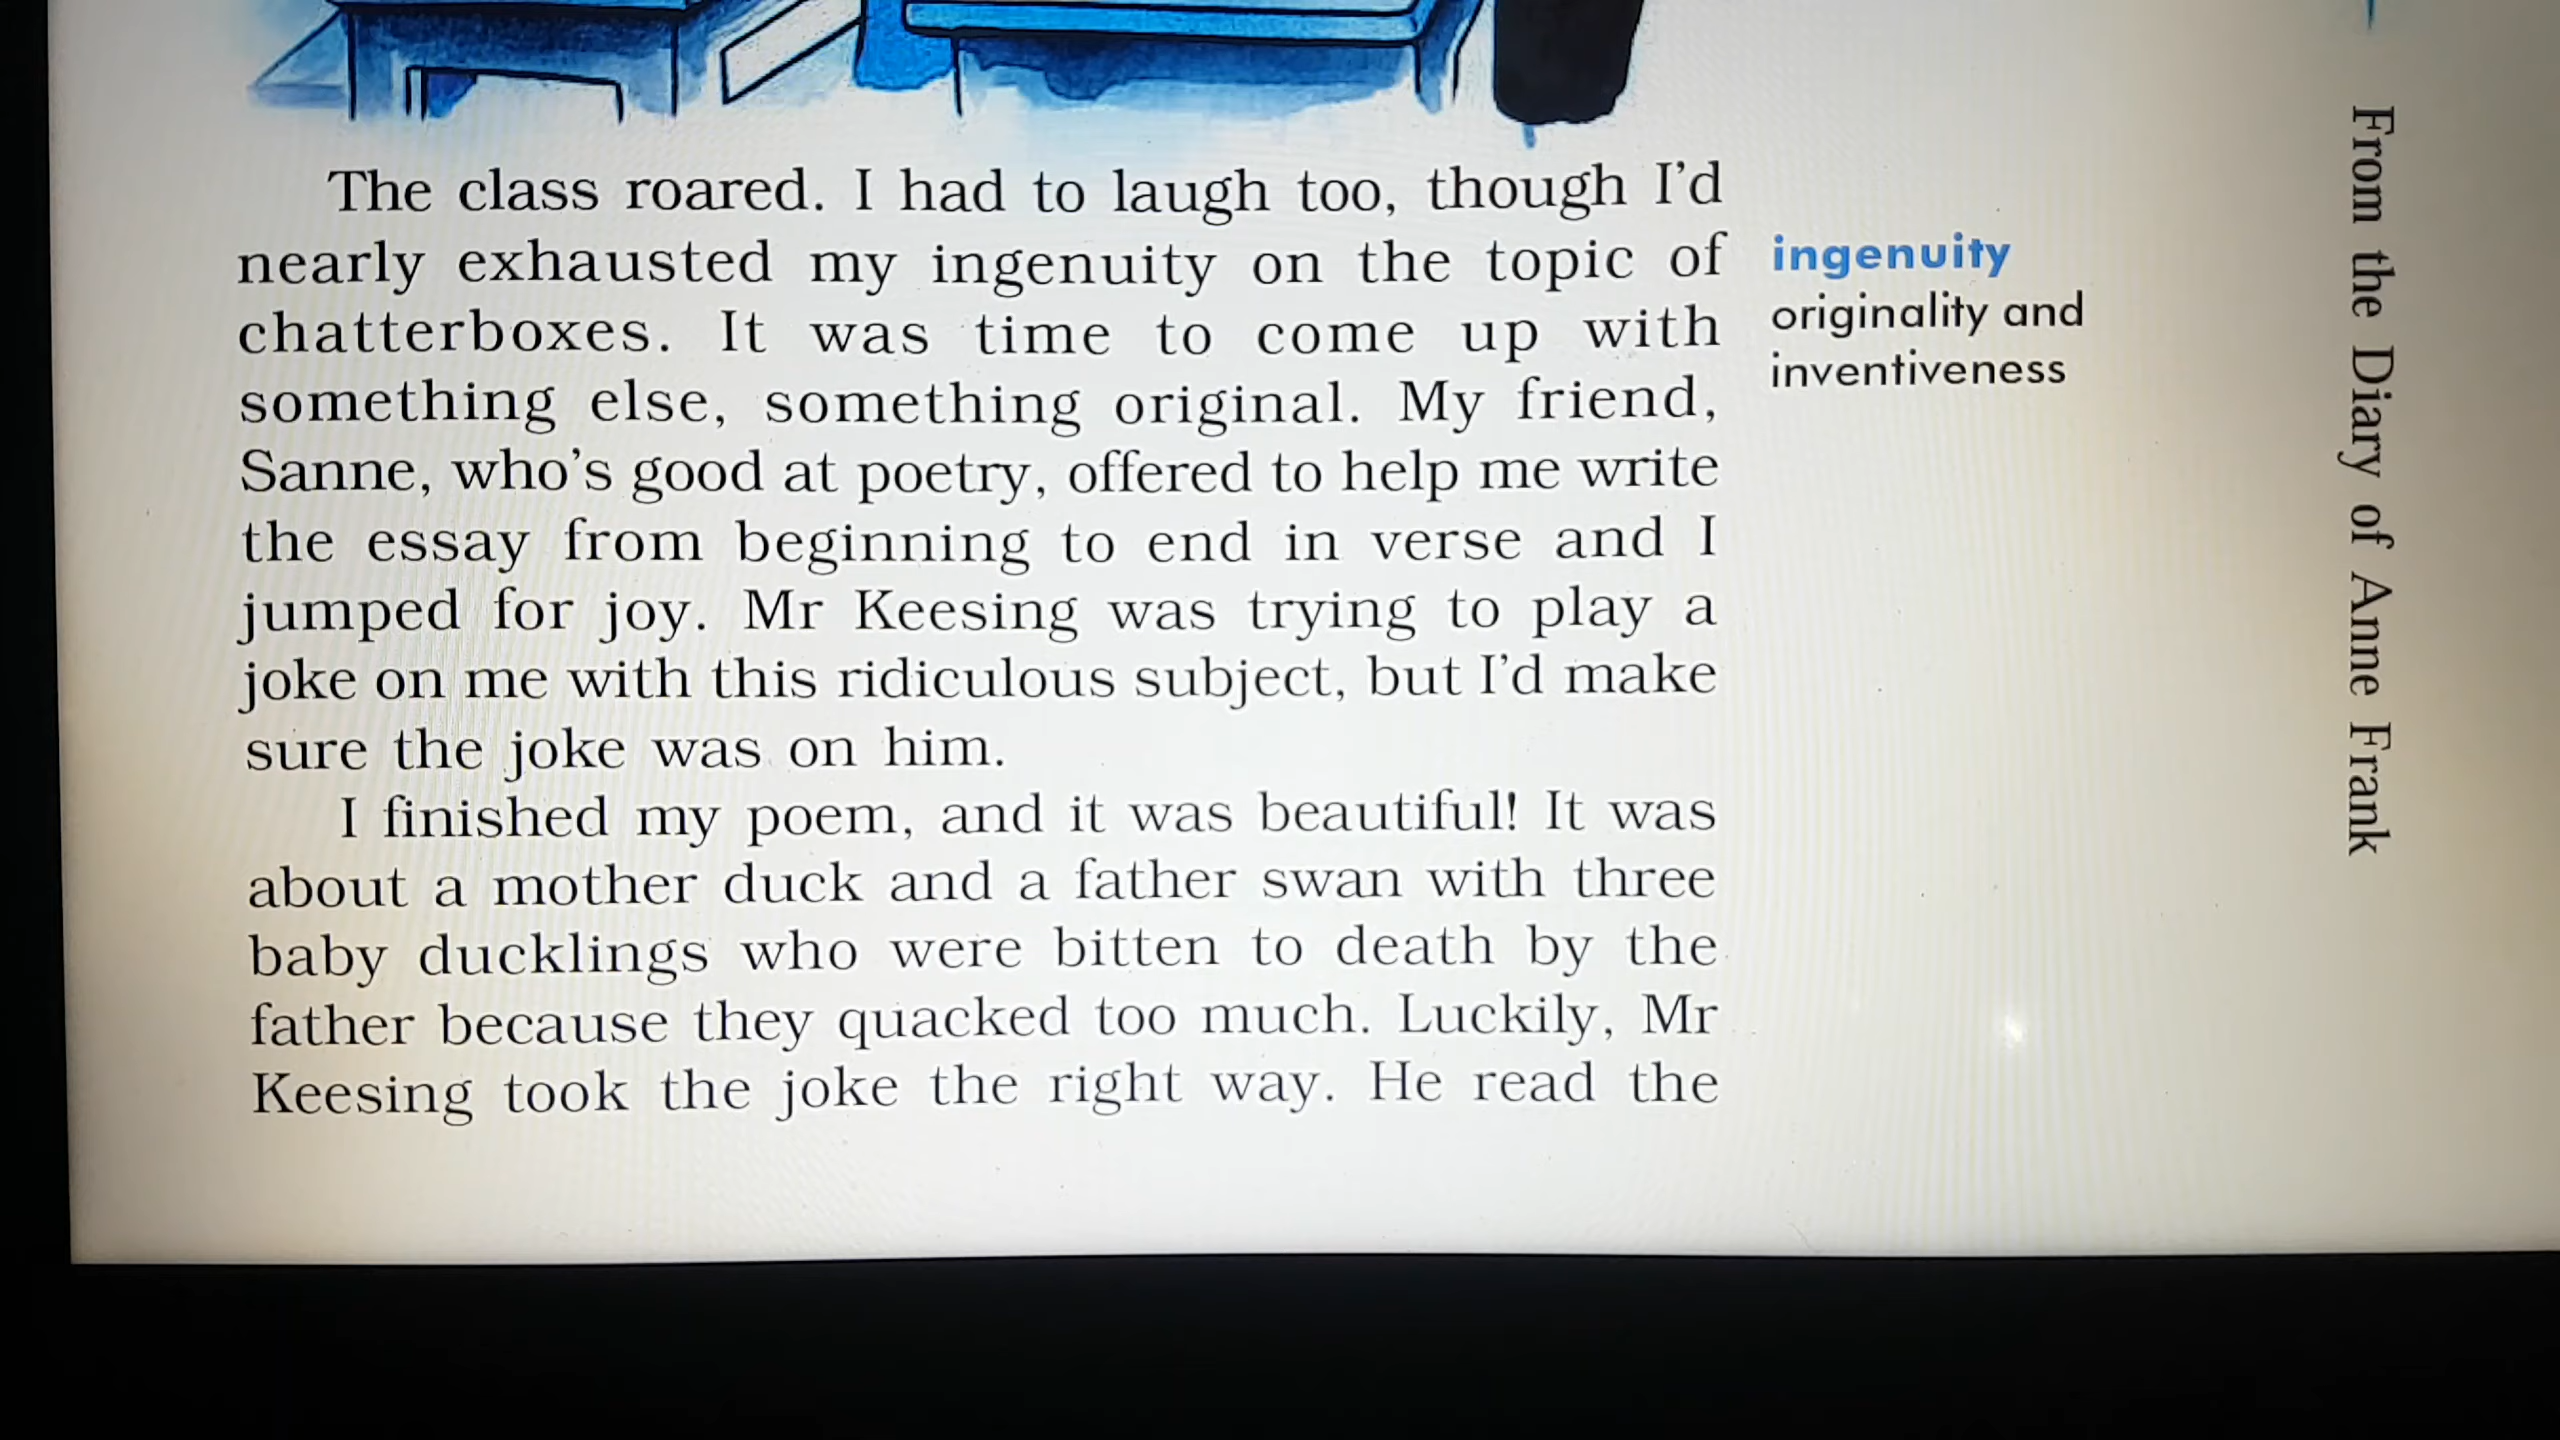 The class roared. I had to laugh too, though I'd
nearly exhausted my ingenuity on the topic of
chatterboxes. It was time to come up with
something else, something original. My friend,
Sanne, who's good at poetry, offered to help me write
the essay from beginning to end in verse and I
jumped for joy. Mr Keesing was trying to play a
joke on me with this ridiculous subject, but I'd make
sure the joke was on him.
I finished my poem, and it was beautiful! It was
about a mother duck and a father swan with three
baby ducklings who were bitten to death by the
father because they quacked too much. Luckily, Mr
Keesing took the joke the right way. He read the
ingenuity
originality and
inventiveness
From the Diary of Anne Frank